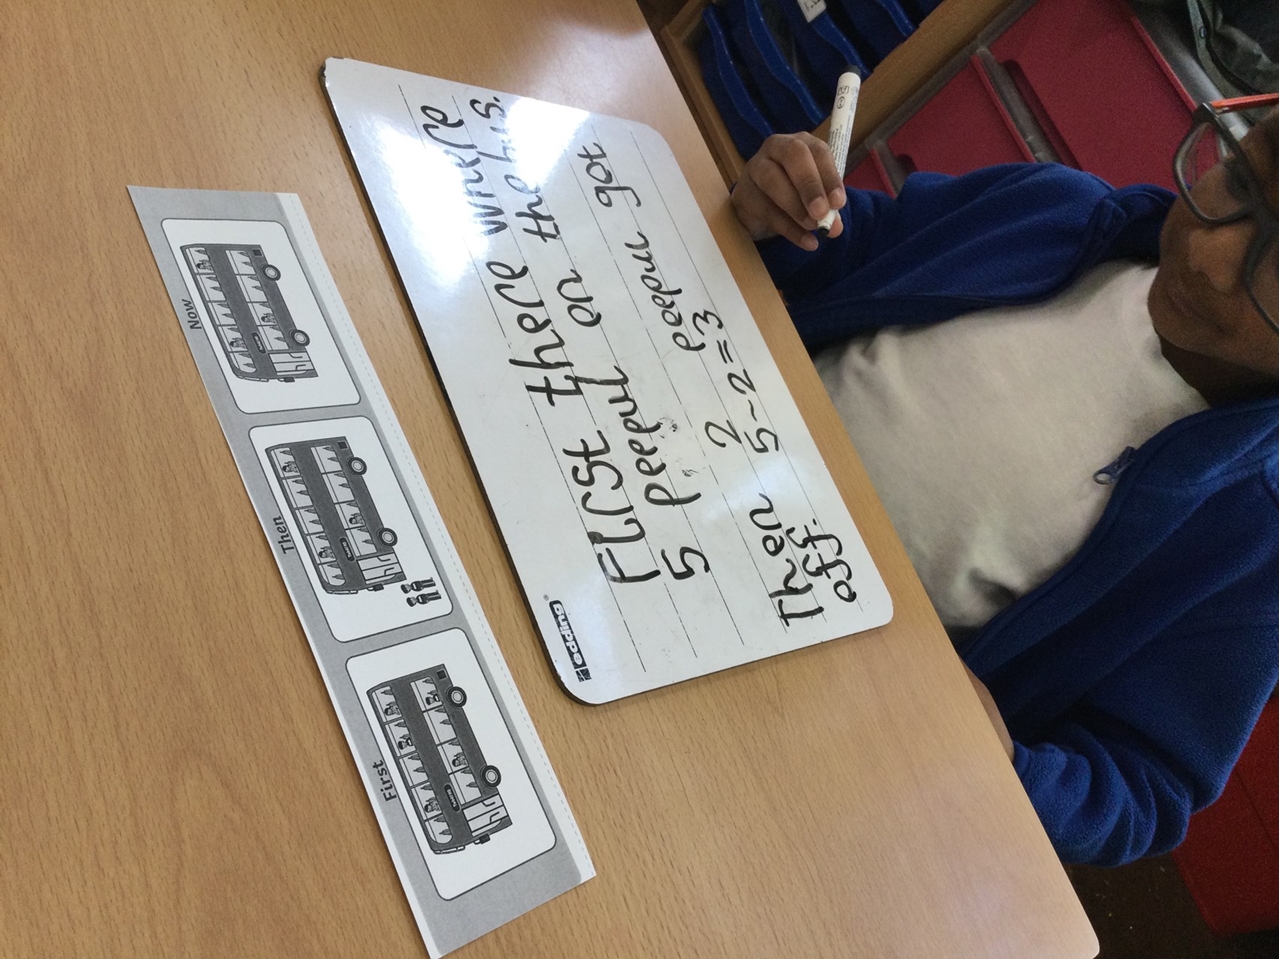 First
Then
Now
edding
First there where
5 peepul on the bus.
Then 2 peepul got
off. 5-2=3